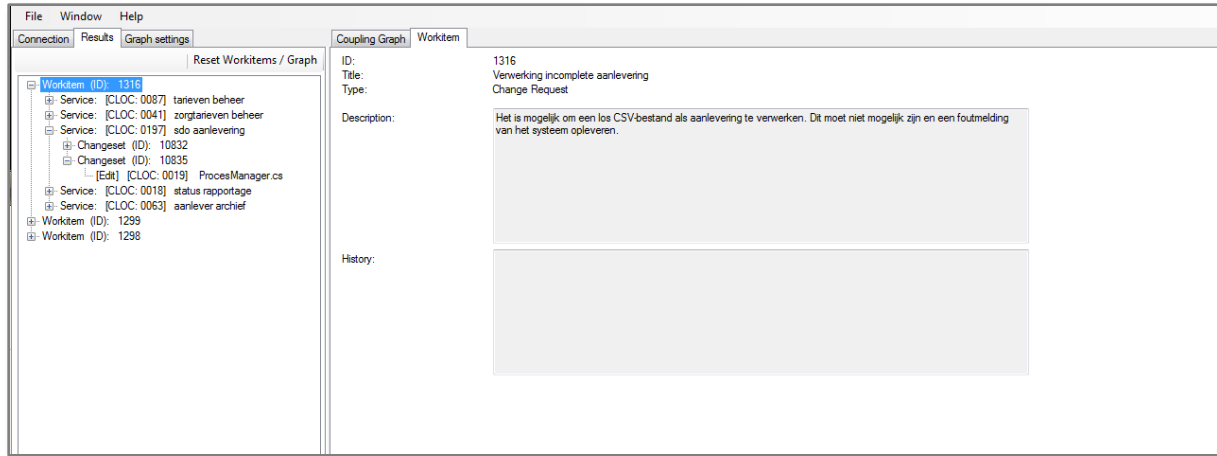 File Window Help
Connection Results Graph settings
Reset Workitems / Graph
Workitem (ID): 1316
Service: [CLOC: 0087] tarieven beheer
Service: [CLOC: 0041] zorgtarieven beheer
Service: [CLOC: 0197] sdo aanlevering
Changeset (ID): 10832
Changeset (ID): 10835
[Edit] [CLOC: 0019] ProcesManager.cs
Service: [CLOC: 0018] status rapportage
Service: [CLOC: 0063] aanlever archief
Workitem (ID): 1299
Workitem (ID): 1298
Coupling Graph Workitem
ID: 1316
Title: Verwerking incomplete aanlevering
Type: Change Request
Description: Het is mogelijk om een los CSV-bestand als aanlevering te verwerken. Dit moet niet mogelijk zijn en een foutmelding
van het systeem opleveren.
History: